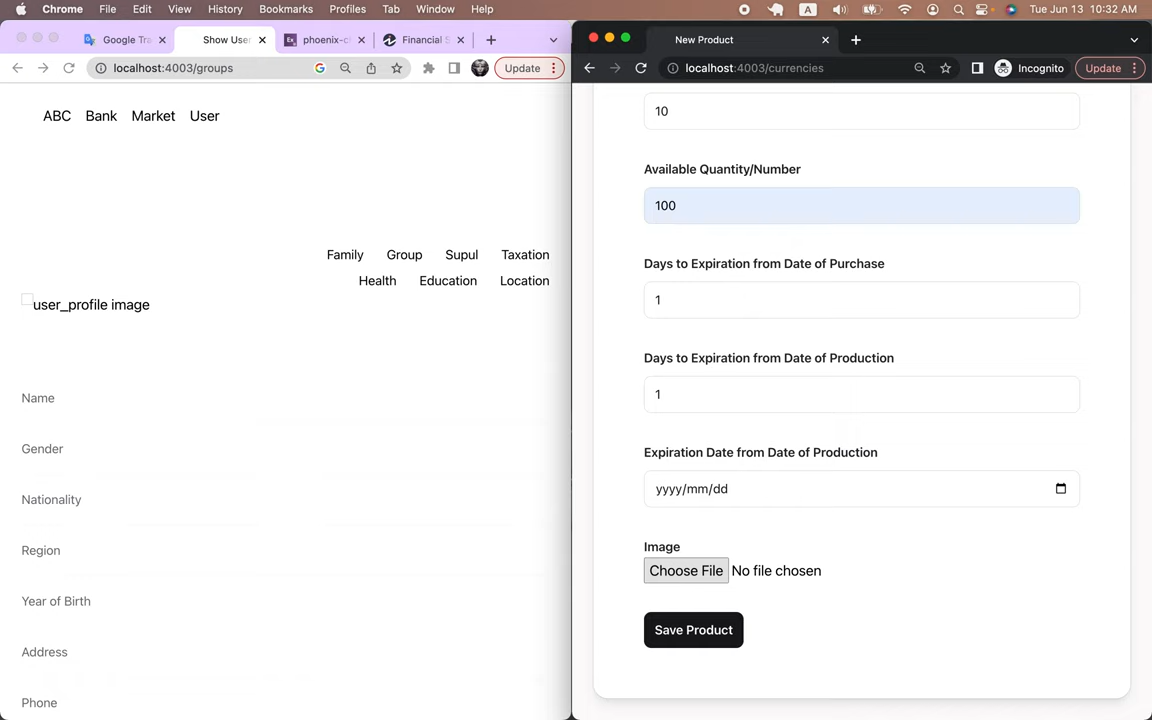 Chrome File Edit View History Bookmarks Profiles Tab Window Help A Tue Jun 13 10:32 AM
Google Tra Show User phoenix-cl Financial S
localhost:4003/groups Update
ABC Bank Market User
Family Group Supul Taxation
Health Education Location
user_profile image
Name
Gender
Nationality
Region
Year of Birth
Address
Phone
New Product
localhost:4003/currencies Incognito Update
10
Available Quantity/Number
100
Days to Expiration from Date of Purchase
1
Days to Expiration from Date of Production
1
Expiration Date from Date of Production
yyyy/mm/dd
Image
Choose File No file chosen
Save Product